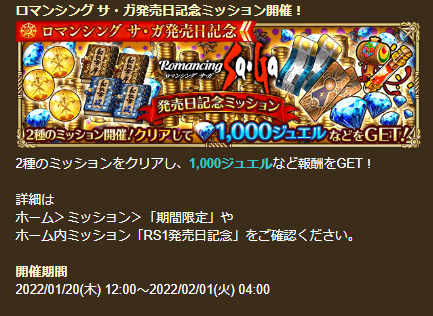 ロマンシング サ・ガ発売日記念ミッション開催！
ロマンシング サ・ガ発売日記念
Romancing SaGa
ロマンシング サ・ガ
発売日記念ミッション
2種のミッション開催！クリアして1,000ジュエルなどをGET!!
2種のミッションをクリアし、1,000ジュエルなど報酬をGET！
詳細は
ホーム＞ミッション＞「期間限定」や
ホーム内ミッション「RS1発売日記念」をご確認ください。
開催期間
2022/01/20(木) 12:00～2022/02/01(火) 04:00